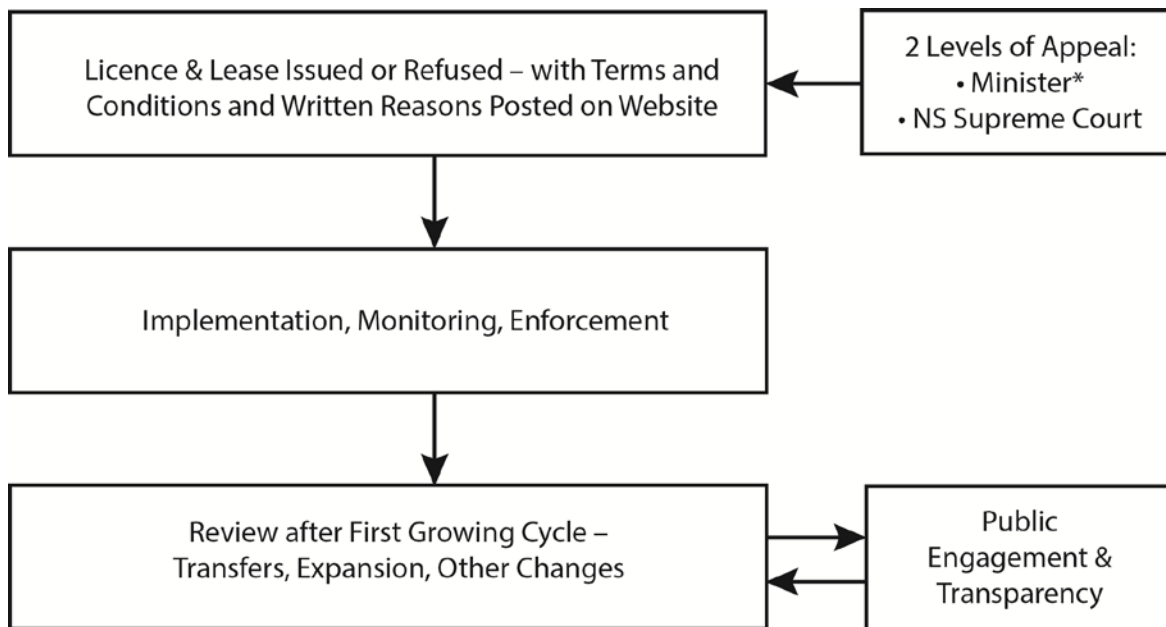 Licence & Lease Issued or Refused – with Terms and
Conditions and Written Reasons Posted on Website
2 Levels of Appeal:
• Minister*
• NS Supreme Court
Implementation, Monitoring, Enforcement
Review after First Growing Cycle –
Transfers, Expansion, Other Changes
Public
Engagement &
Transparency